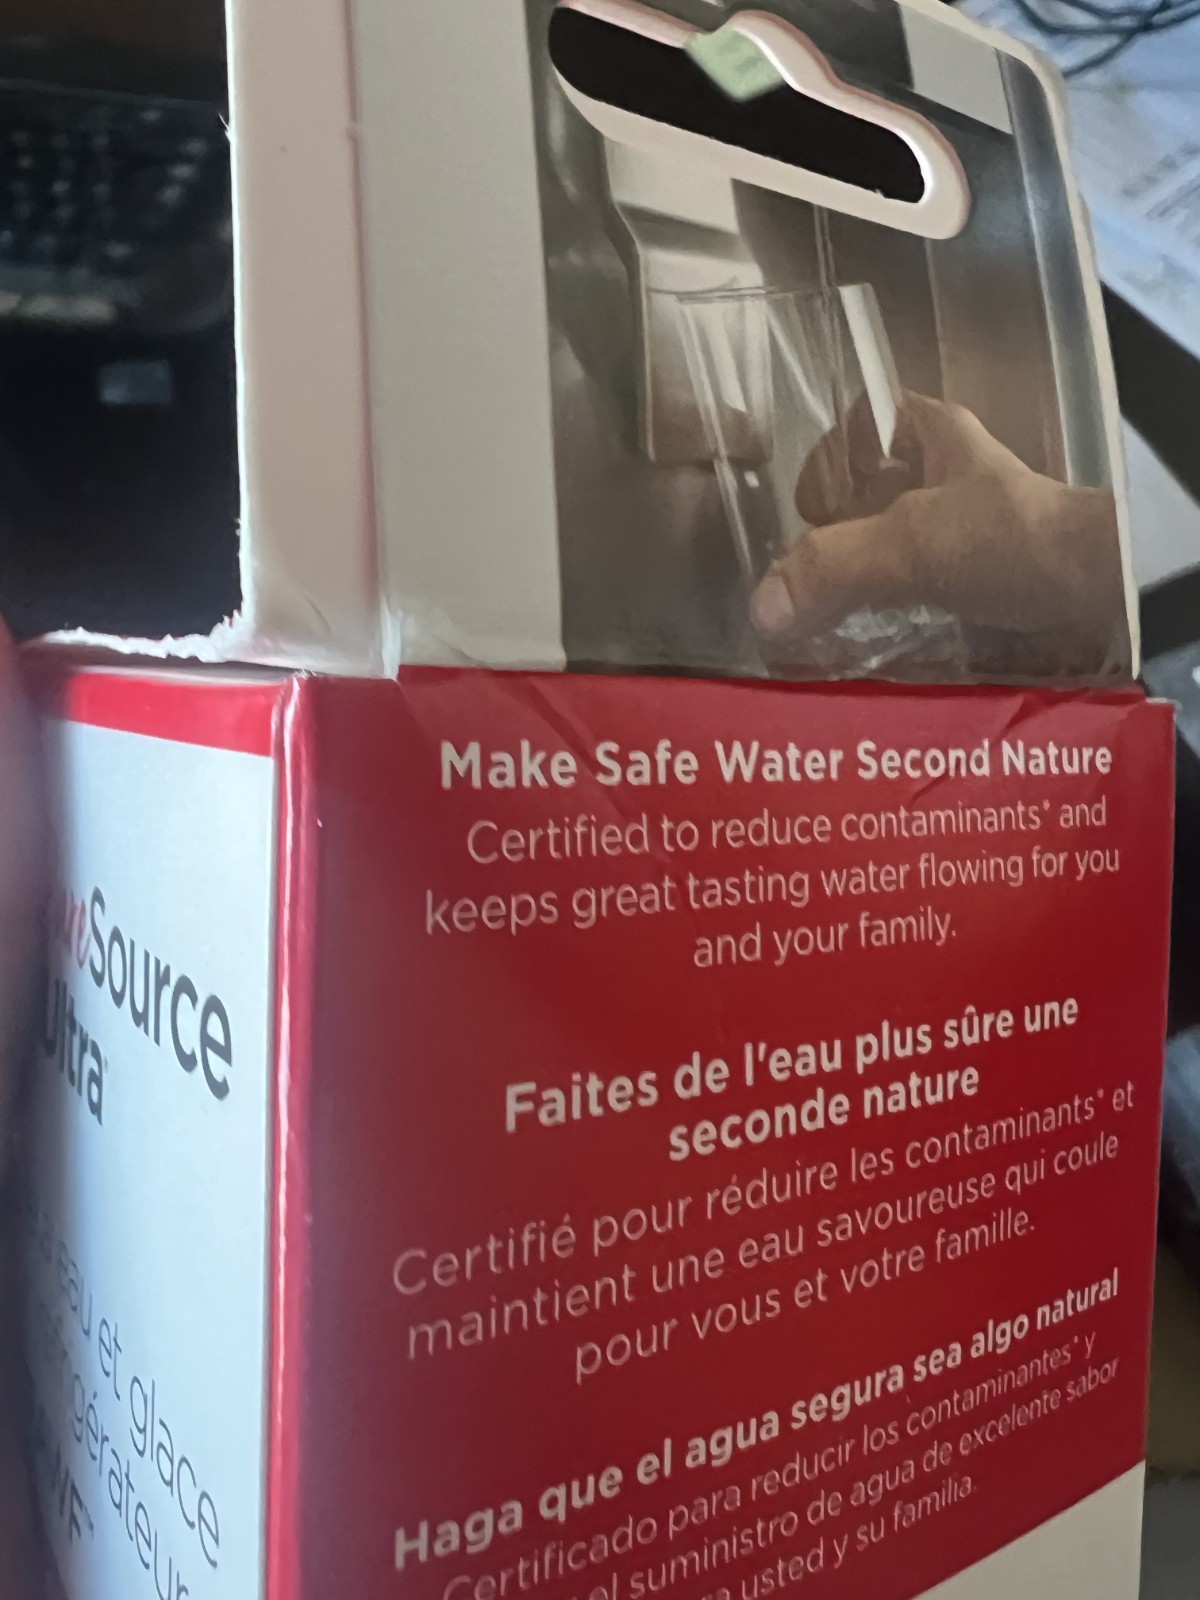 Make Safe Water Second Nature
Certified to reduce contaminants* and
keeps great tasting water flowing for you
and your family.
Faites de l'eau plus sûre une
seconde nature
Certifié pour réduire les contaminants* et
maintient une eau savoureuse qui coule
pour vous et votre famille.
Haga que el agua segura sea algo natural
Certificado para reducir los contaminantes* y
el suministro de agua de excelente sabor
usted y su familia.
Source
Ultra
eau et glace